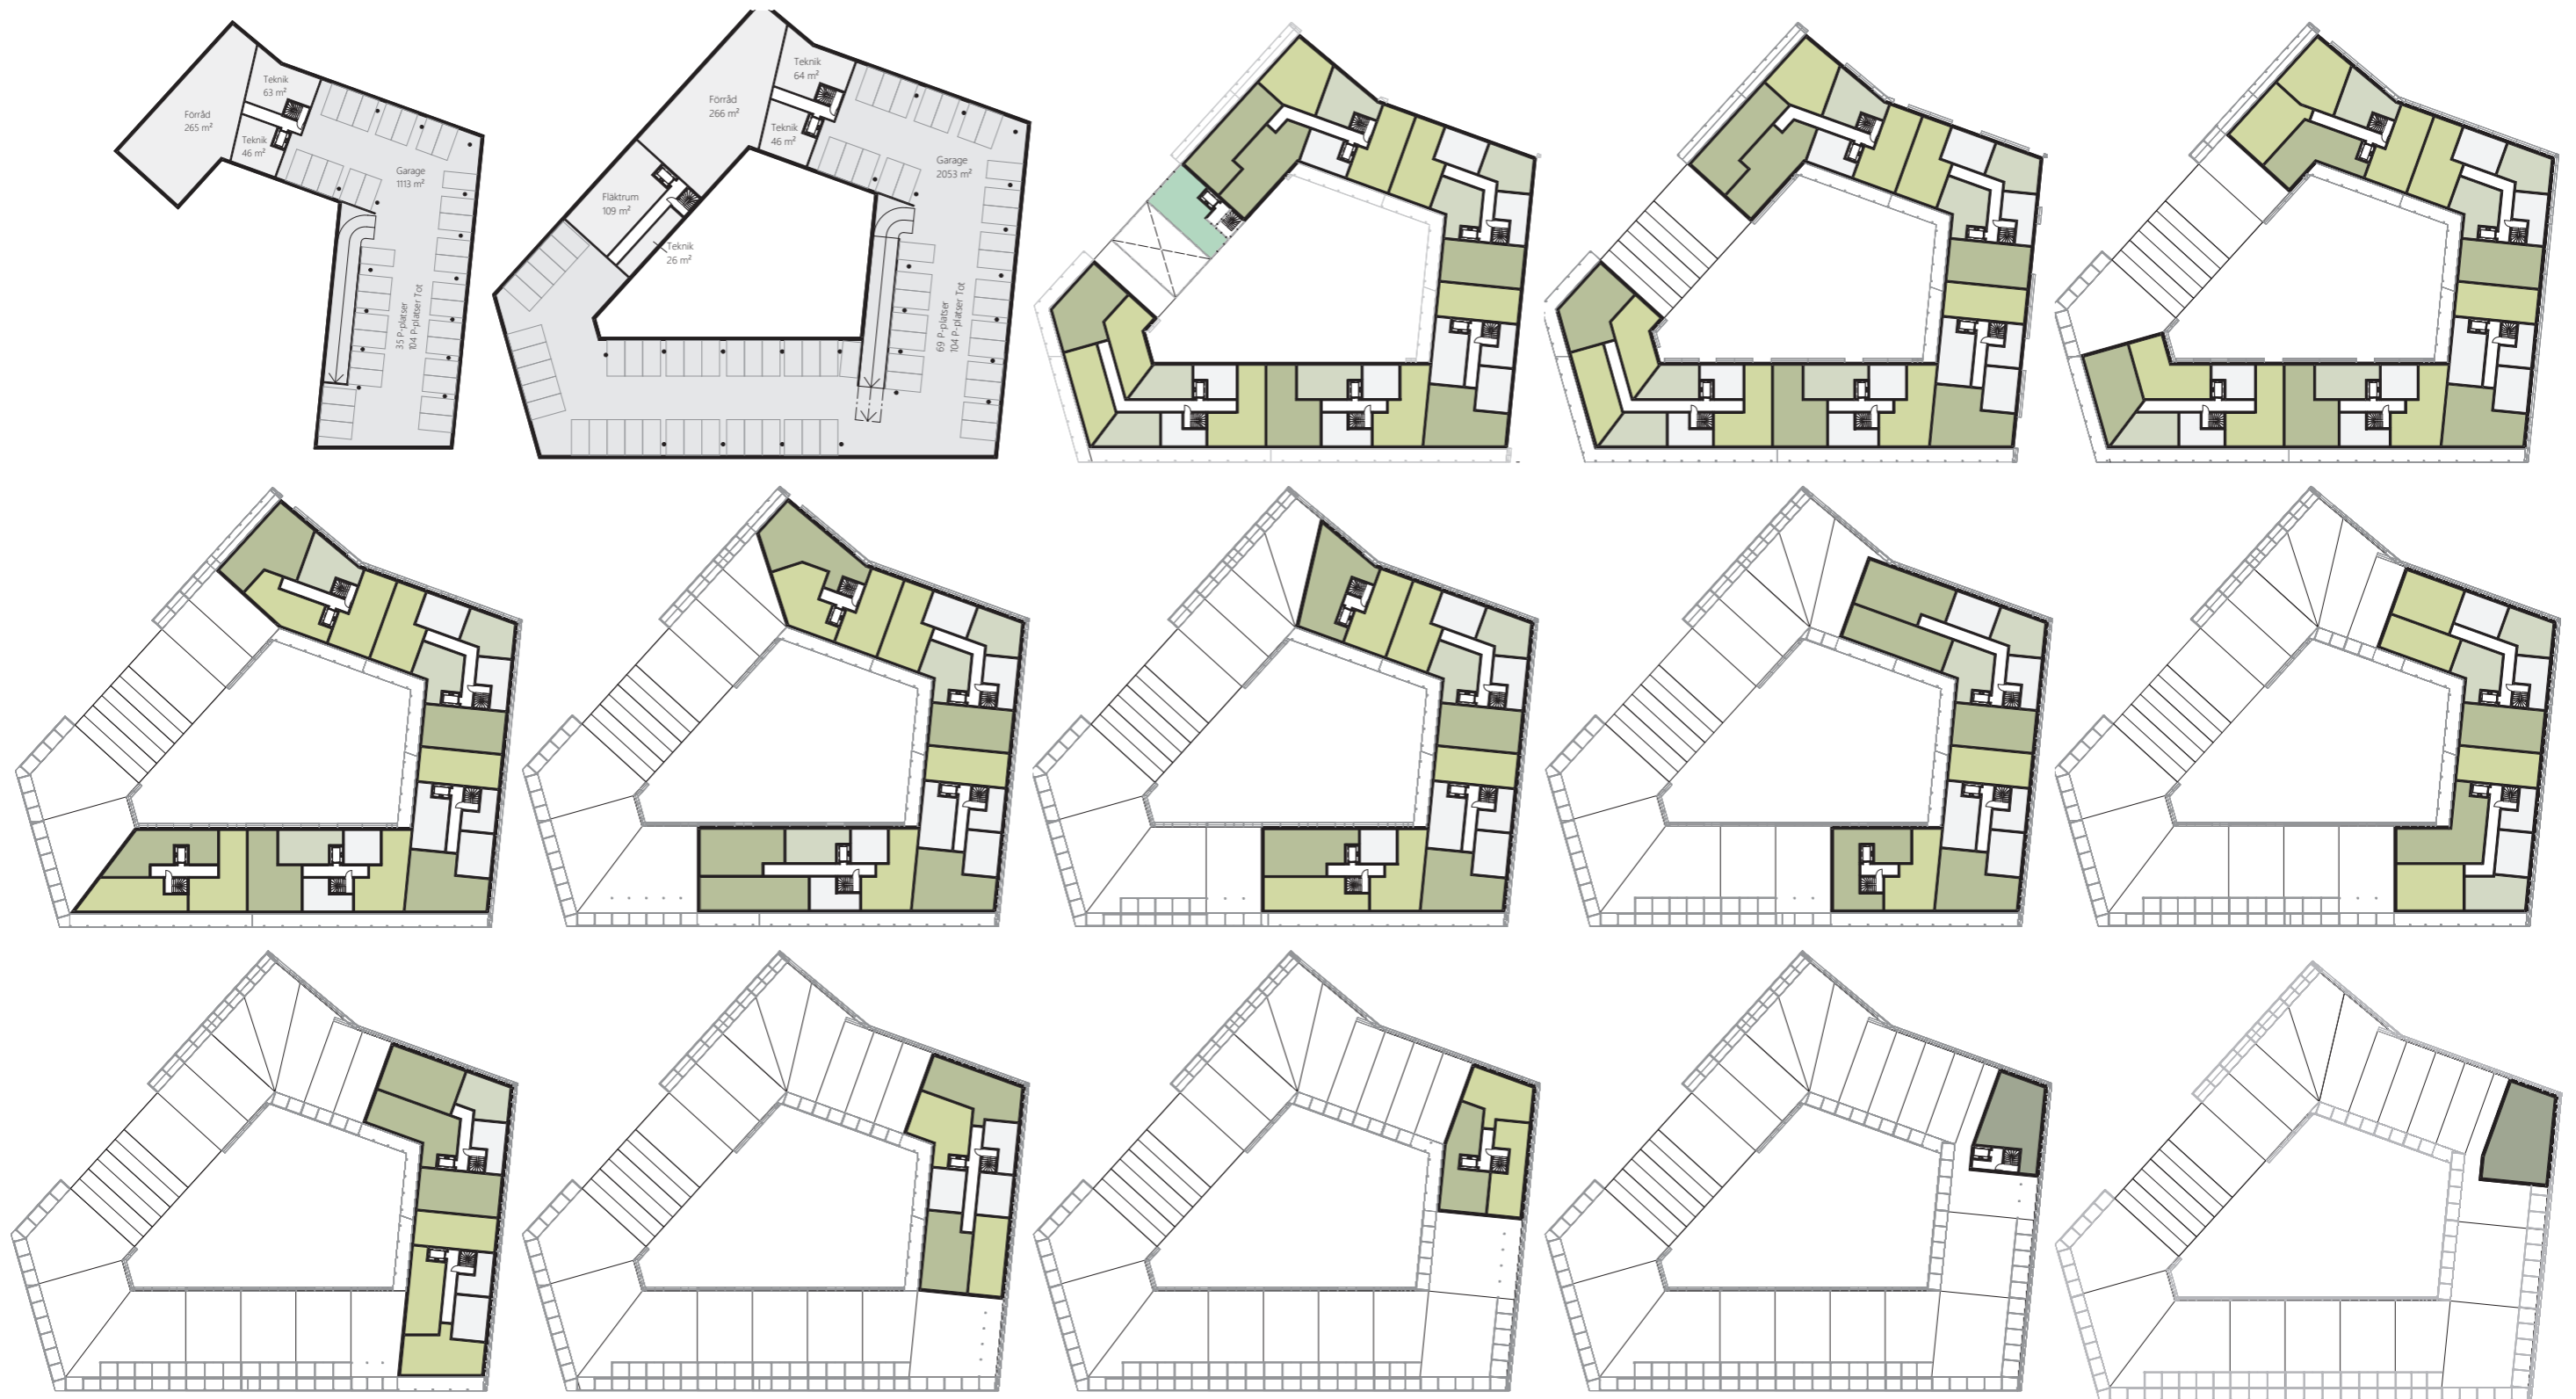 Teknik
63 m²
Förråd
265 m²
Teknik
46 m²
Garage
1113 m²
35 P-platser
104 P-platser Tot
Teknik
64 m²
Förråd
266 m²
Teknik
46 m²
Garage
2053 m²
Fläktrum
109 m²
Teknik
26 m²
69 P-platser
104 P-platser Tot